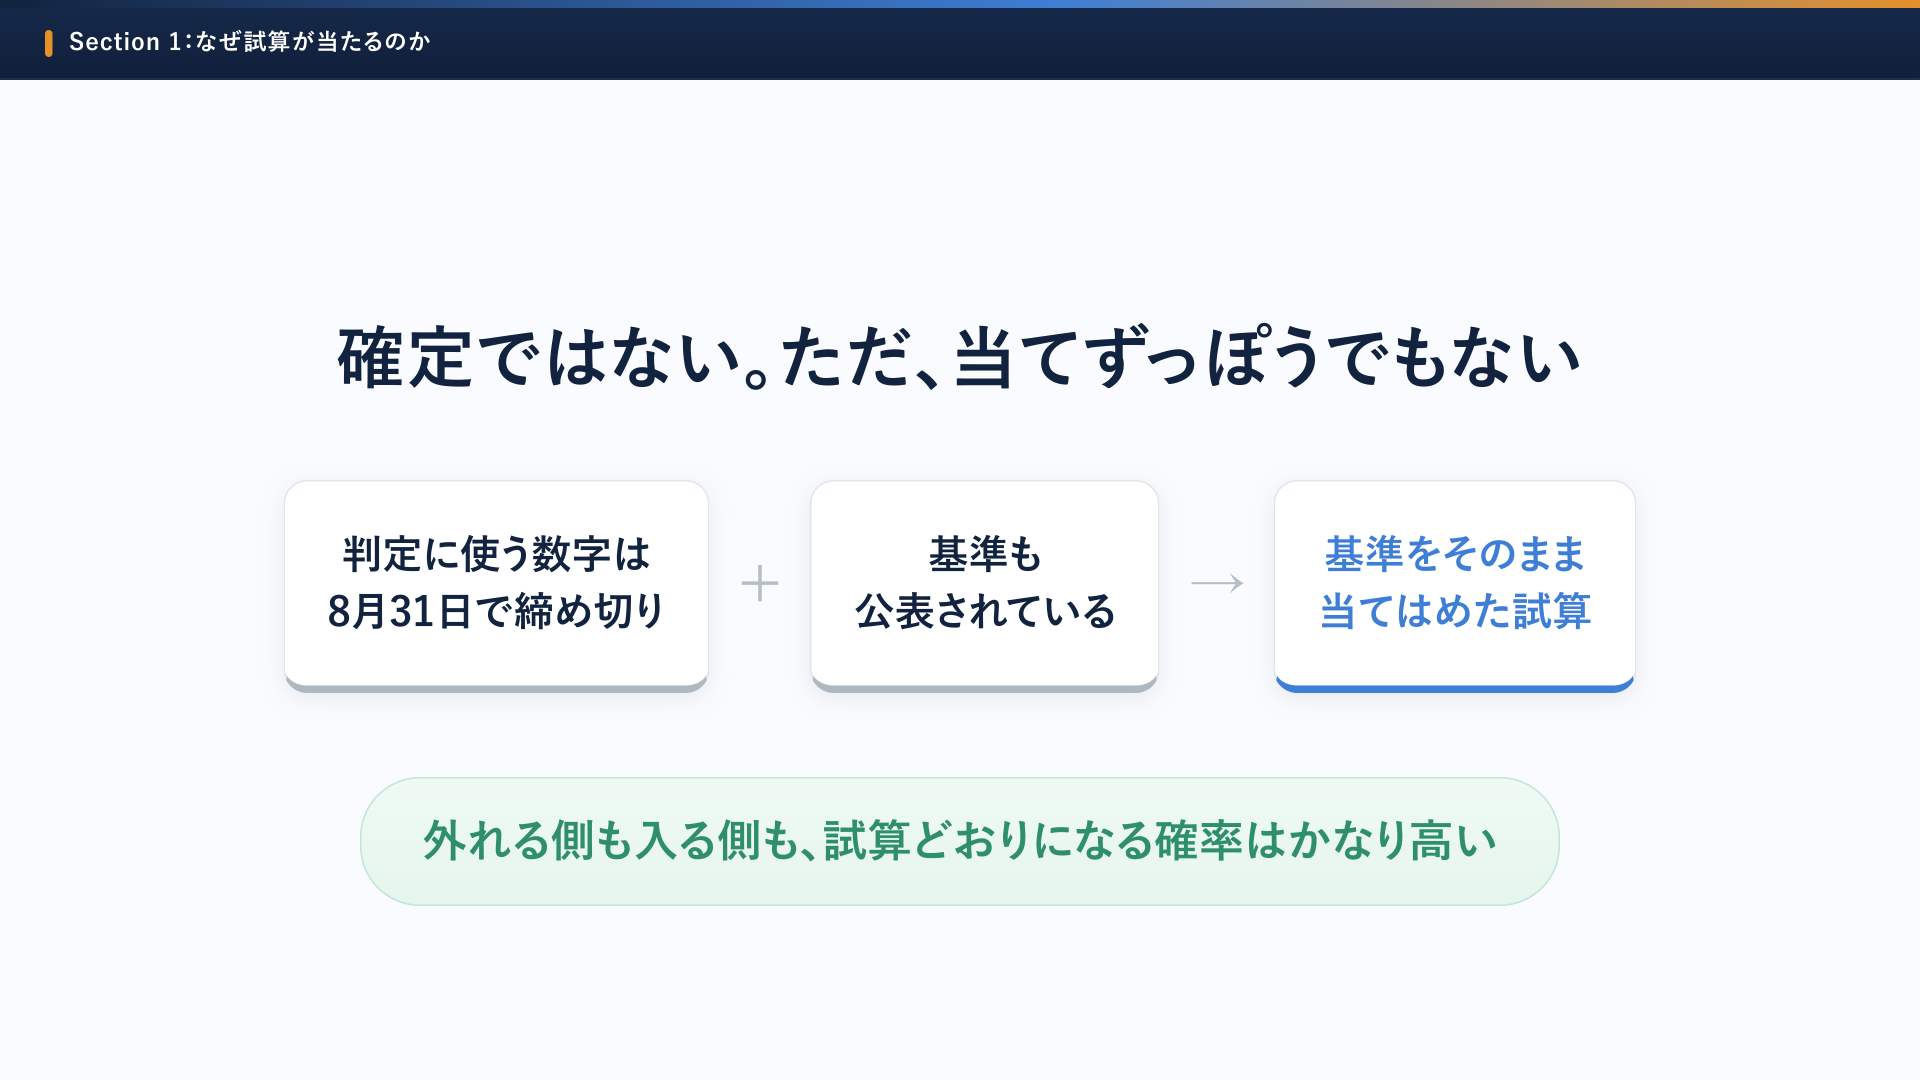 Section 1：なぜ試算が当たるのか
確定ではない。ただ、当てずっぽうでもない
判定に使う数字は
8月31日で締め切り
＋
基準も
公表されている
→
基準をそのまま
当てはめた試算
外れる側も入る側も、試算どおりになる確率はかなり高い